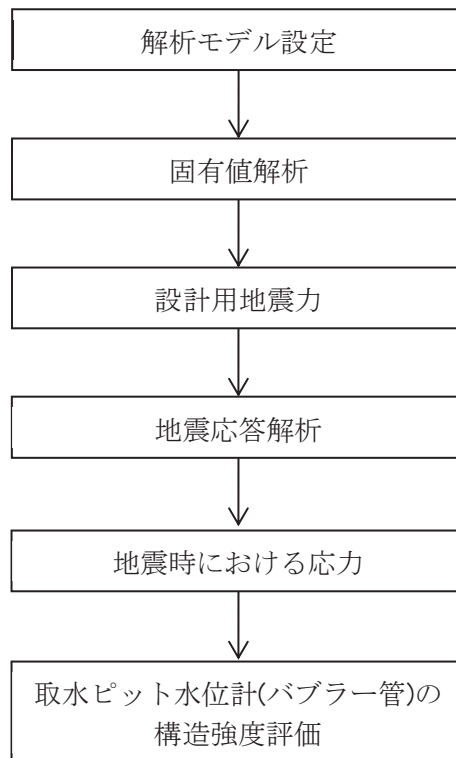 解析モデル設定
固有値解析
設計用地震力
地震応答解析
地震時における応力
取水ピット水位計(バブラー管)の
構造強度評価